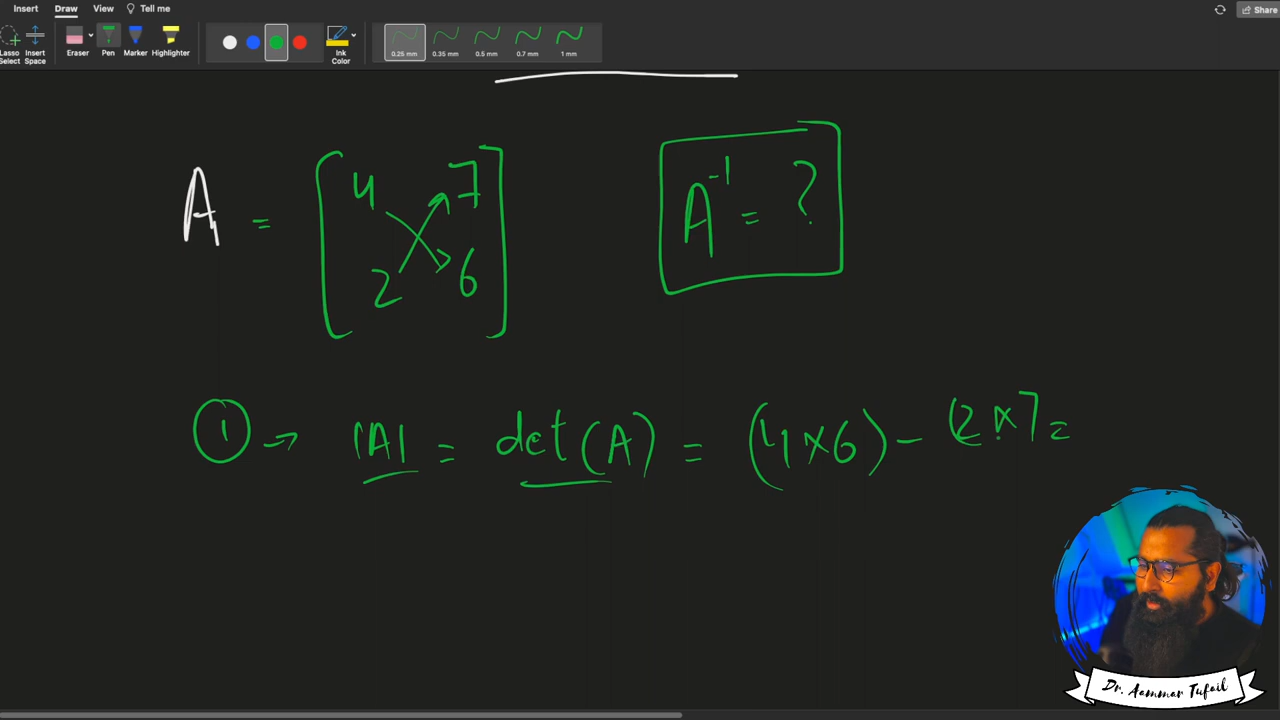 Insert Draw View Tell me Share
Lasso Select Insert Space Eraser Pen Marker Highlighter Ink Color 0.25 mm 0.35 mm 0.5 mm 0.7 mm 1 mm
A = [ 4 7
2 6 ]
A⁻¹ = ?
① → |A| = det (A) = (4×6) - (2×7 =
Dr. Aammar Tufail